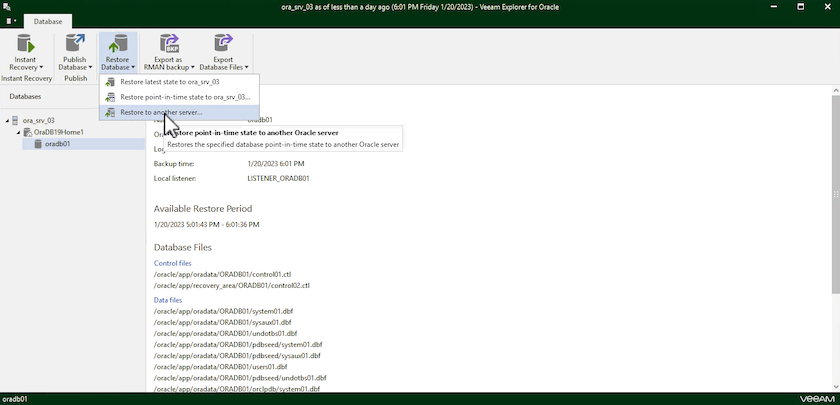 ora_srv_03 as of less than a day ago (6:01 PM Friday 1/20/2023) - Veeam Explorer for Oracle
Database
Instant Recovery
Publish Database
Restore Database
Export as RMAN backup
Export Database Files
Instant Recovery
Publish
Restore latest state to ora_srv_03
Restore point-in-time state to ora_srv_03...
Restore to another server...
Databases
ora_srv_03
OraDB19Home1
oradb01
oradb01
Restore point-in-time state to another Oracle server
Restores the specified database point-in-time state to another Oracle server
Backup time: 1/20/2023 6:01 PM
Local listener: LISTENER_ORADB01
Available Restore Period
1/20/2023 5:01:43 PM - 6:01:36 PM
Database Files
Control files
/oracle/app/oradata/ORADB01/control01.ctl
/oracle/app/recovery_area/ORADB01/control02.ctl
Data files
/oracle/app/oradata/ORADB01/system01.dbf
/oracle/app/oradata/ORADB01/sysaux01.dbf
/oracle/app/oradata/ORADB01/undotbs01.dbf
/oracle/app/oradata/ORADB01/pdbseed/system01.dbf
/oracle/app/oradata/ORADB01/pdbseed/sysaux01.dbf
/oracle/app/oradata/ORADB01/users01.dbf
/oracle/app/oradata/ORADB01/pdbseed/undotbs01.dbf
/oracle/app/oradata/ORADB01/orclpdb/system01.dbf
oradb01
VEEAM